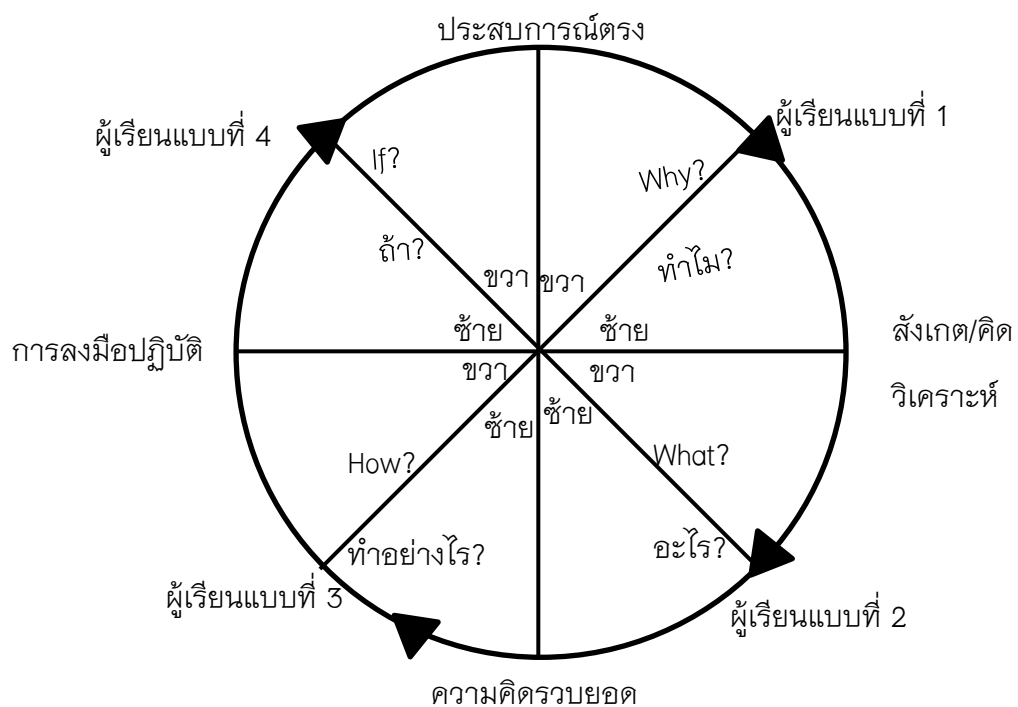 ประสบการณ์ตรง
ผู้เรียนแบบที่ 4
ผู้เรียนแบบที่ 1
If?
Why?
ถ้า?
ทำไม?
ขวา
ขวา
ซ้าย
ซ้าย
การลงมือปฏิบัติ
สังเกต/คิด
วิเคราะห์
ขวา
ขวา
ซ้าย
ซ้าย
How?
What?
ทำอย่างไร?
อะไร?
ผู้เรียนแบบที่ 3
ผู้เรียนแบบที่ 2
ความคิดรวบยอด